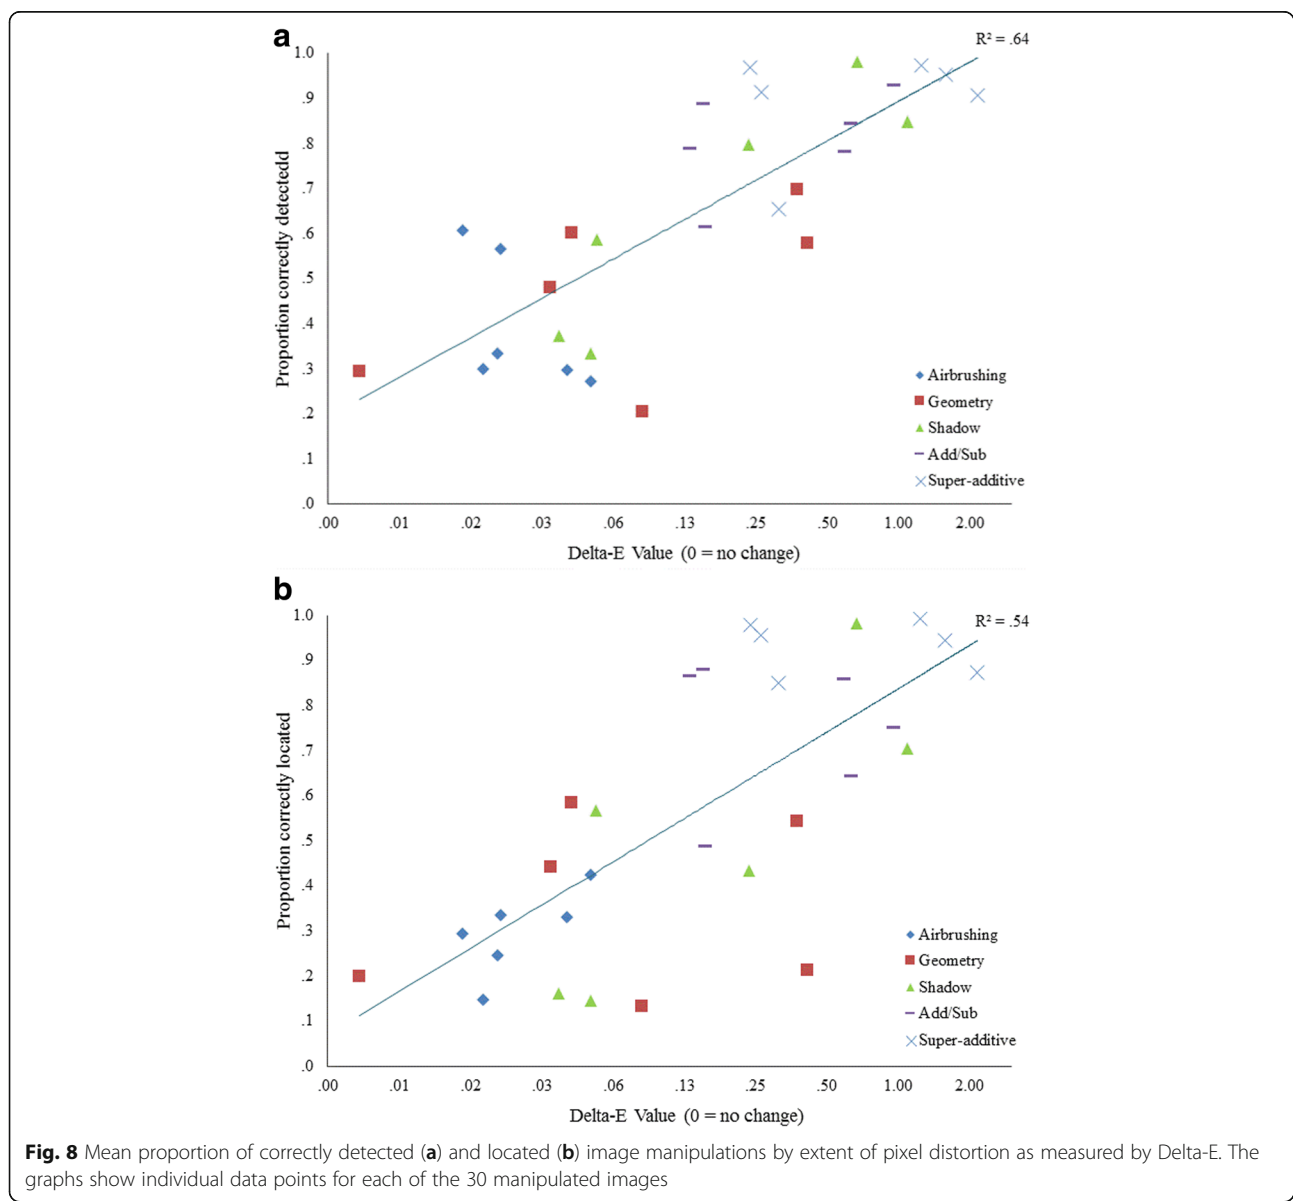 a
R² = .64
1.0
.9
.8
.7
.6
.5
.4
.3
.2
.1
.0
Proportion correctly detectedd
Airbrushing
Geometry
Shadow
Add/Sub
Super-additive
.00 .01 .02 .03 .06 .13 .25 .50 1.00 2.00
Delta-E Value (0 = no change)
b
R² = .54
1.0
.9
.8
.7
.6
.5
.4
.3
.2
.1
.0
Proportion correctly located
Airbrushing
Geometry
Shadow
Add/Sub
Super-additive
.00 .01 .02 .03 .06 .13 .25 .50 1.00 2.00
Delta-E Value (0 = no change)
Fig. 8 Mean proportion of correctly detected (a) and located (b) image manipulations by extent of pixel distortion as measured by Delta-E. The
graphs show individual data points for each of the 30 manipulated images